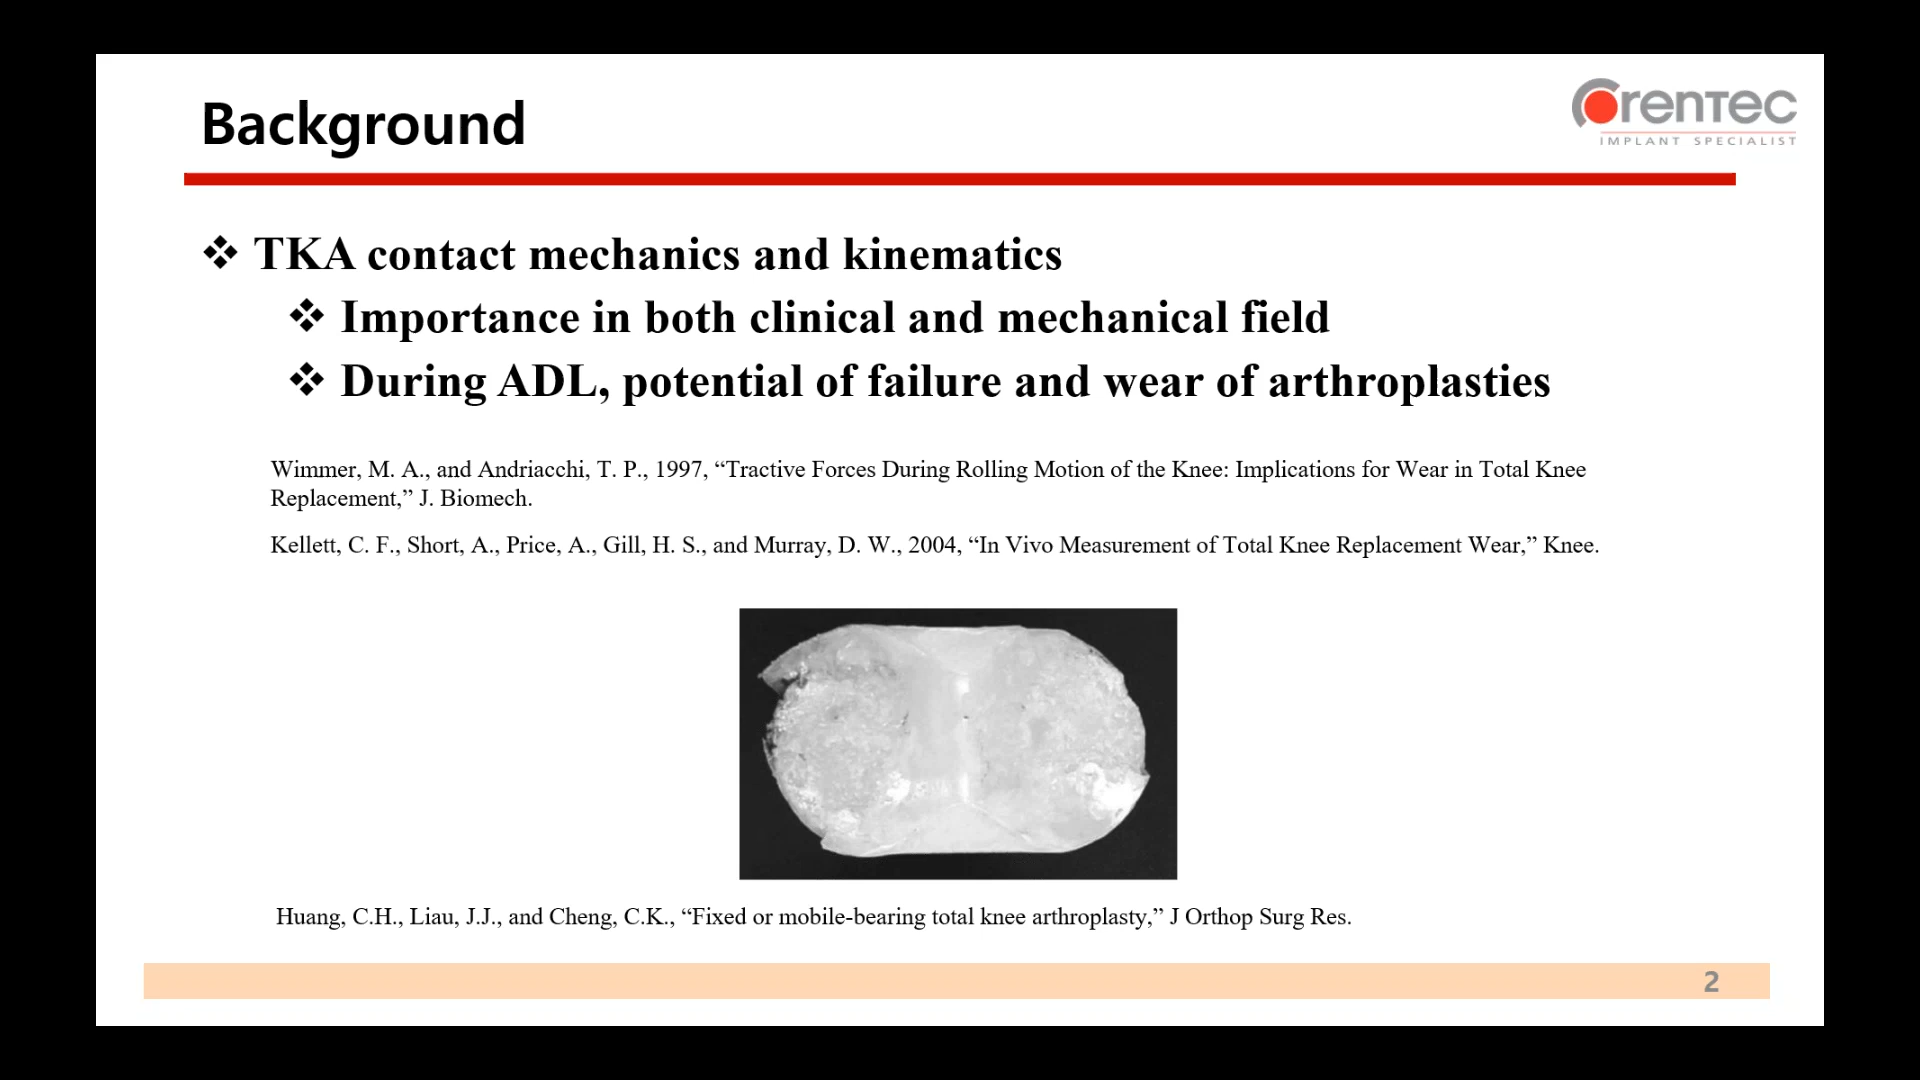 Background
Corentec
IMPLANT SPECIALIST
❖ TKA contact mechanics and kinematics
❖ Importance in both clinical and mechanical field
❖ During ADL, potential of failure and wear of arthroplasties
Wimmer, M. A., and Andriacchi, T. P., 1997, “Tractive Forces During Rolling Motion of the Knee: Implications for Wear in Total Knee
Replacement,” J. Biomech.
Kellett, C. F., Short, A., Price, A., Gill, H. S., and Murray, D. W., 2004, “In Vivo Measurement of Total Knee Replacement Wear,” Knee.
Huang, C.H., Liau, J.J., and Cheng, C.K., “Fixed or mobile-bearing total knee arthroplasty,” J Orthop Surg Res.
2